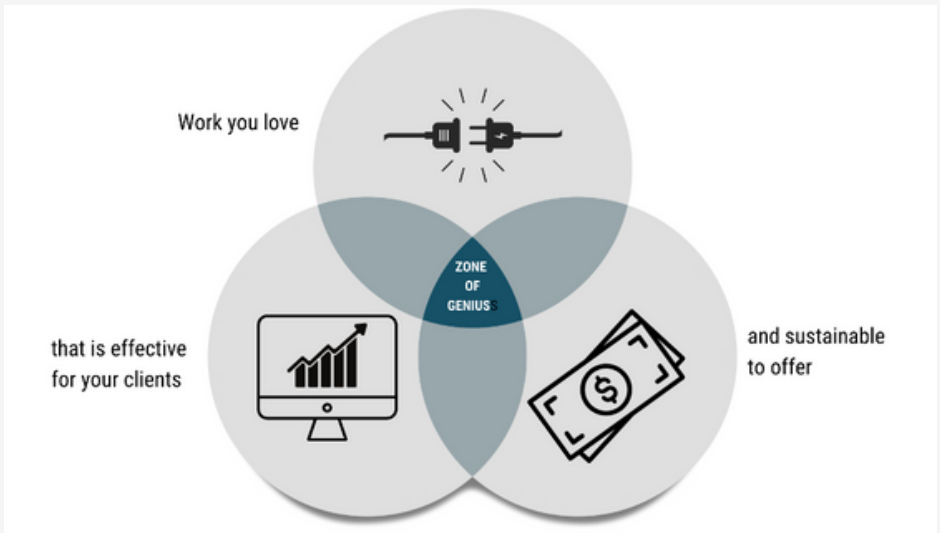 Work you love
ZONE
OF
GENIUSS
that is effective
for your clients
and sustainable
to offer
$